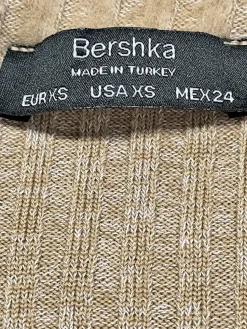 Bershka
MADE IN TURKEY
EUR XS USA XS MEX 24